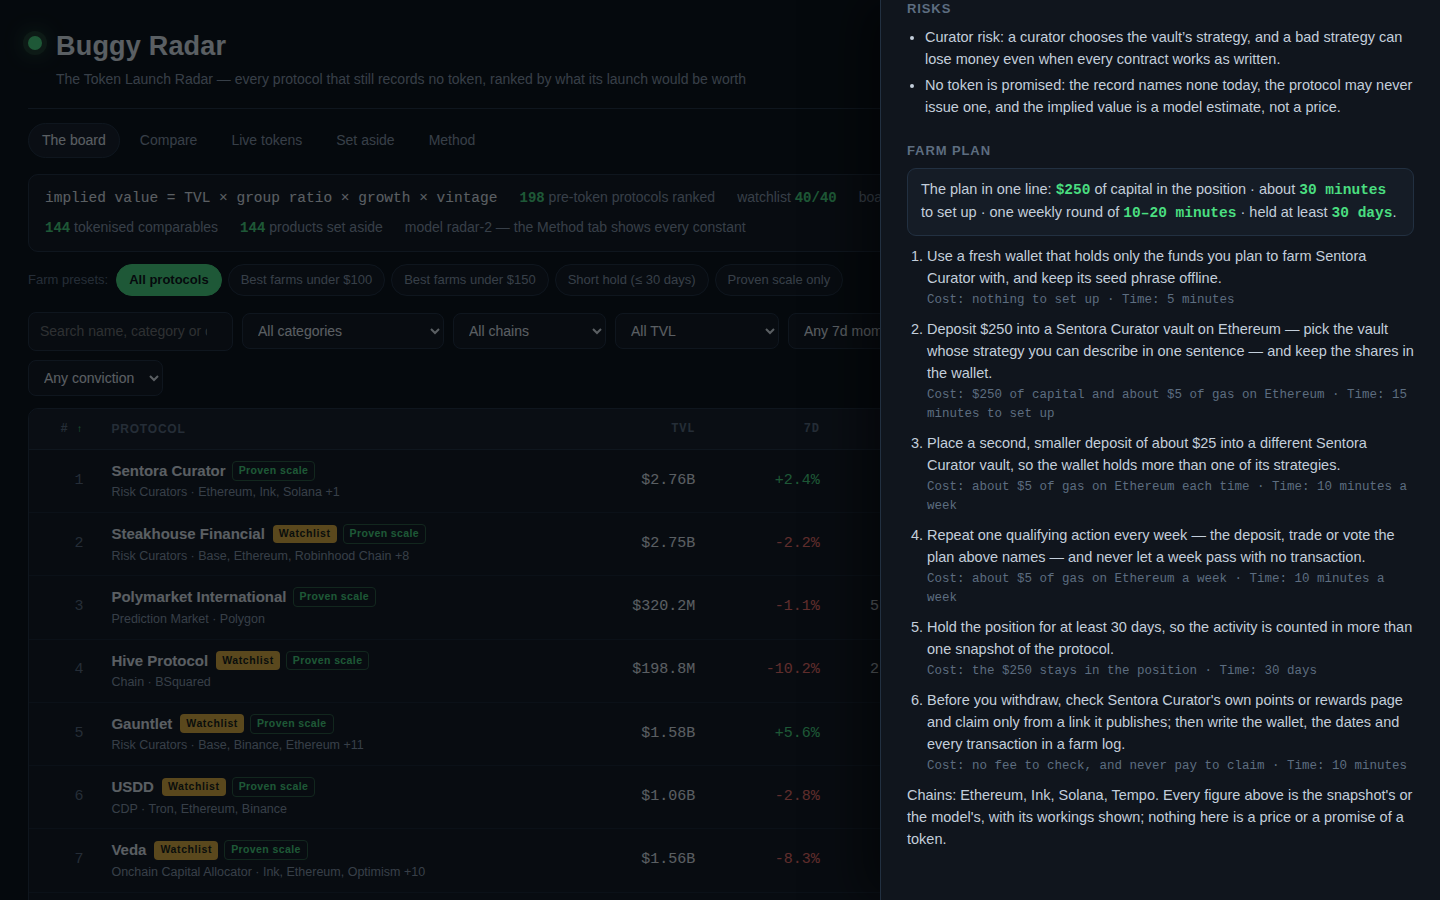 Buggy Radar
The Token Launch Radar — every protocol that still records no token, ranked by what its launch would be worth
The board
Compare
Live tokens
Set aside
Method
implied value = TVL × group ratio × growth × vintage
198 pre-token protocols ranked
watchlist 40/40
144 tokenised comparables
144 products set aside
model radar-2 — the Method tab shows every constant
Farm presets:
All protocols
Best farms under $100
Best farms under $150
Short hold (≤ 30 days)
Proven scale only
Search name, category or
All categories
All chains
All TVL
Any 7d
Any conviction
# ↑
PROTOCOL
TVL
7D
1
Sentora Curator
Proven scale
Risk Curators · Ethereum, Ink, Solana +1
$2.76B
+2.4%
2
Steakhouse Financial
Watchlist
Proven scale
Risk Curators · Base, Ethereum, Robinhood Chain +8
$2.75B
-2.2%
3
Polymarket International
Proven scale
Prediction Market · Polygon
$320.2M
-1.1%
5
4
Hive Protocol
Watchlist
Proven scale
Chain · BSquared
$198.8M
-10.2%
2
5
Gauntlet
Watchlist
Proven scale
Risk Curators · Base, Binance, Ethereum +11
$1.58B
+5.6%
6
USDD
Watchlist
Proven scale
CDP · Tron, Ethereum, Binance
$1.06B
-2.8%
7
Veda
Watchlist
Proven scale
Onchain Capital Allocator · Ink, Ethereum, Optimism +10
$1.56B
-8.3%
RISKS
• Curator risk: a curator chooses the vault’s strategy, and a bad strategy can
lose money even when every contract works as written.
• No token is promised: the record names none today, the protocol may never
issue one, and the implied value is a model estimate, not a price.
FARM PLAN
The plan in one line: $250 of capital in the position · about 30 minutes
to set up · one weekly round of 10–20 minutes · held at least 30 days.
1. Use a fresh wallet that holds only the funds you plan to farm Sentora
Curator with, and keep its seed phrase offline.
Cost: nothing to set up · Time: 5 minutes
2. Deposit $250 into a Sentora Curator vault on Ethereum — pick the vault
whose strategy you can describe in one sentence — and keep the shares in
the wallet.
Cost: $250 of capital and about $5 of gas on Ethereum · Time: 15
minutes to set up
3. Place a second, smaller deposit of about $25 into a different Sentora
Curator vault, so the wallet holds more than one of its strategies.
Cost: about $5 of gas on Ethereum each time · Time: 10 minutes a
week
4. Repeat one qualifying action every week — the deposit, trade or vote the
plan above names — and never let a week pass with no transaction.
Cost: about $5 of gas on Ethereum a week · Time: 10 minutes a
week
5. Hold the position for at least 30 days, so the activity is counted in more than
one snapshot of the protocol.
Cost: the $250 stays in the position · Time: 30 days
6. Before you withdraw, check Sentora Curator's own points or rewards page
and claim only from a link it publishes; then write the wallet, the dates and
every transaction in a farm log.
Cost: no fee to check, and never pay to claim · Time: 10 minutes
Chains: Ethereum, Ink, Solana, Tempo. Every figure above is the snapshot's or
the model's, with its workings shown; nothing here is a price or a promise of a
token.